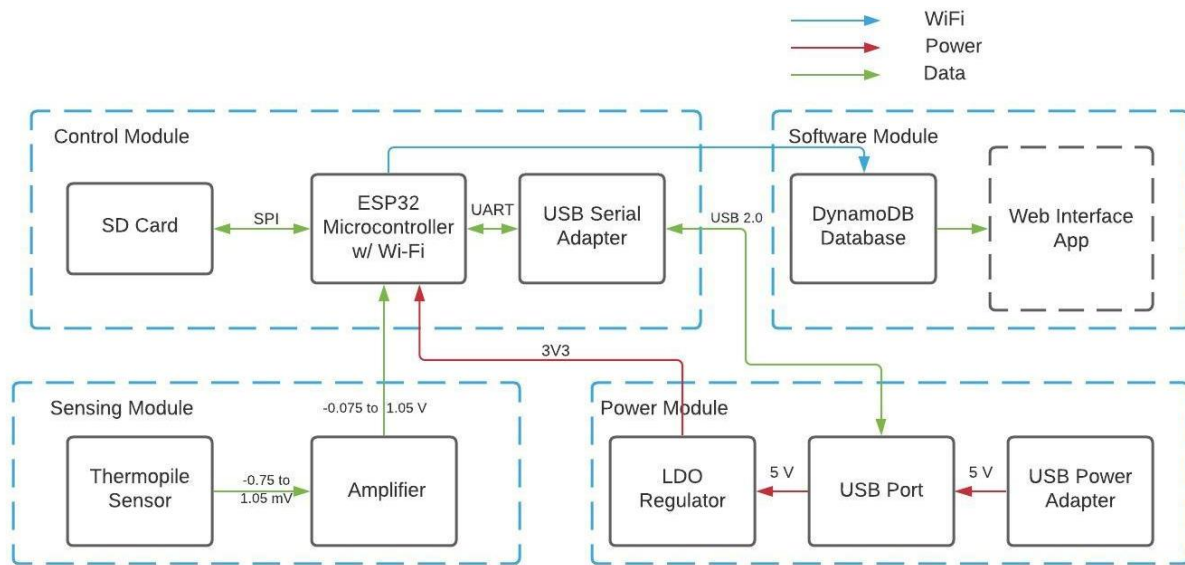 WiFi
Power
Data
Control Module
Software Module
SD Card
SPI
ESP32
Microcontroller
w/ Wi-Fi
UART
USB Serial
Adapter
USB 2.0
DynamoDB
Database
Web Interface
App
3V3
Sensing Module
-0.075 to 1.05 V
Power Module
Thermopile
Sensor
-0.75 to
1.05 mV
Amplifier
LDO
Regulator
5 V
USB Port
5 V
USB Power
Adapter